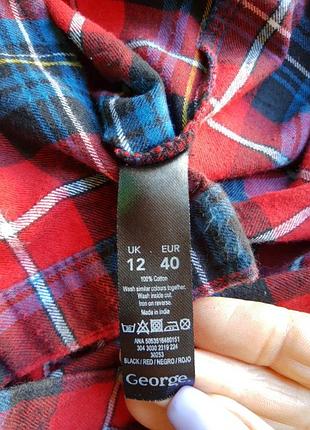 UK . EUR
12 40
100% Cotton
Wash similar colours together.
Wash inside out.
Iron on reverse.
Made in India
ANA 5053516480151
304 3030 2319 224
30253
BLACK/RED/NEGRO/ROJO
George.